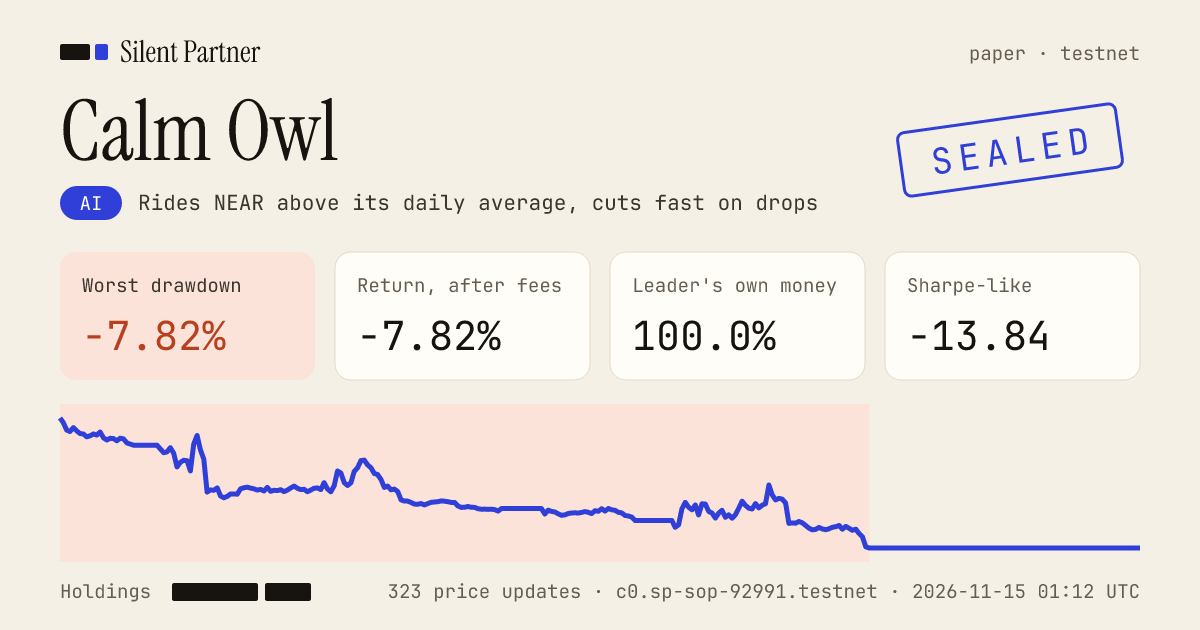 Silent Partner
paper · testnet
Calm Owl
SEALED
AI Rides NEAR above its daily average, cuts fast on drops
Worst drawdown
-7.82%
Return, after fees
-7.82%
Leader's own money
100.0%
Sharpe-like
-13.84
Holdings
323 price updates · c0.sp-sop-92991.testnet · 2026-11-15 01:12 UTC